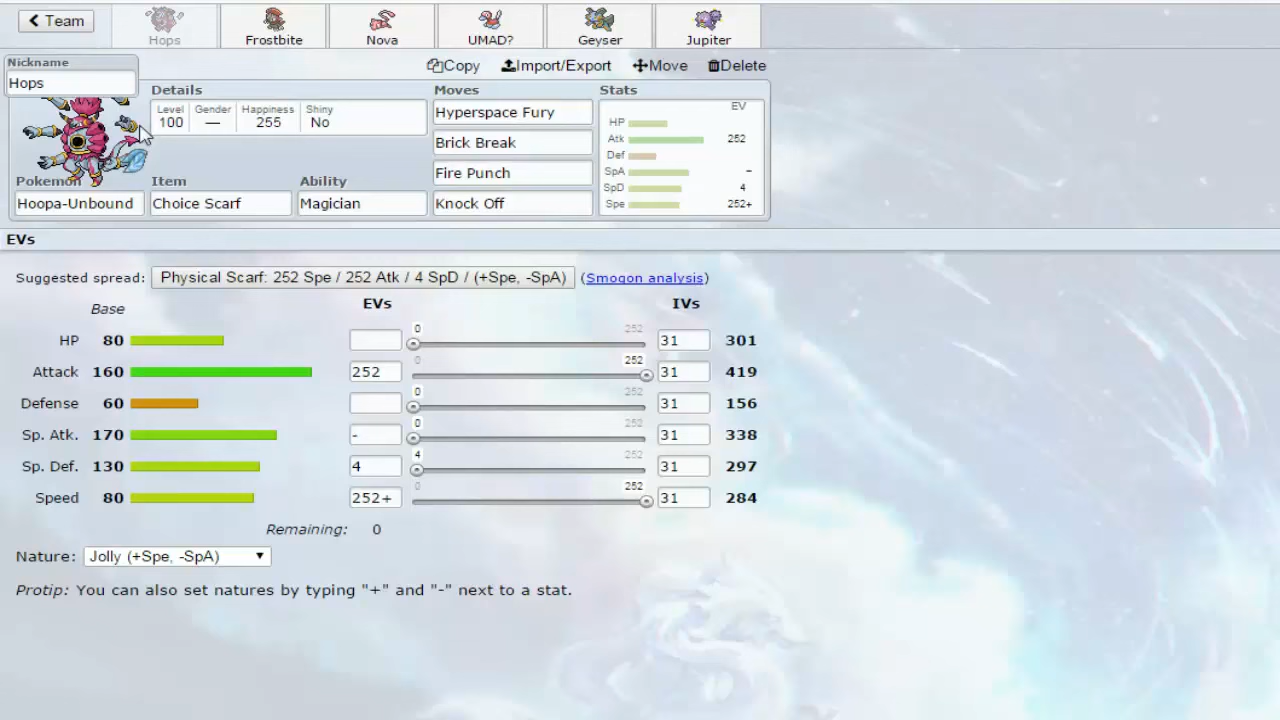 Team
Hops
Frostbite
Nova
UMAD?
Geyser
Jupiter
Nickname
Hops
Copy
Import/Export
Move
Delete
Details
Level Gender Happiness Shiny
100 — 255 No
Pokemon
Hoopa-Unbound
Item
Choice Scarf
Ability
Magician
Moves
Hyperspace Fury
Brick Break
Fire Punch
Knock Off
Stats
EV
HP
Atk 252
Def
SpA -
SpD 4
Spe 252+
EVs
Suggested spread: Physical Scarf: 252 Spe / 252 Atk / 4 SpD / (+Spe, -SpA) (Smogon analysis)
Base EVs IVs
HP 80 0 252 31 301
Attack 160 252 0 252 31 419
Defense 60 0 252 31 156
Sp. Atk. 170 - 0 252 31 338
Sp. Def. 130 4 4 252 31 297
Speed 80 252+ 0 252 31 284
Remaining: 0
Nature: Jolly (+Spe, -SpA)
Protip: You can also set natures by typing "+" and "-" next to a stat.